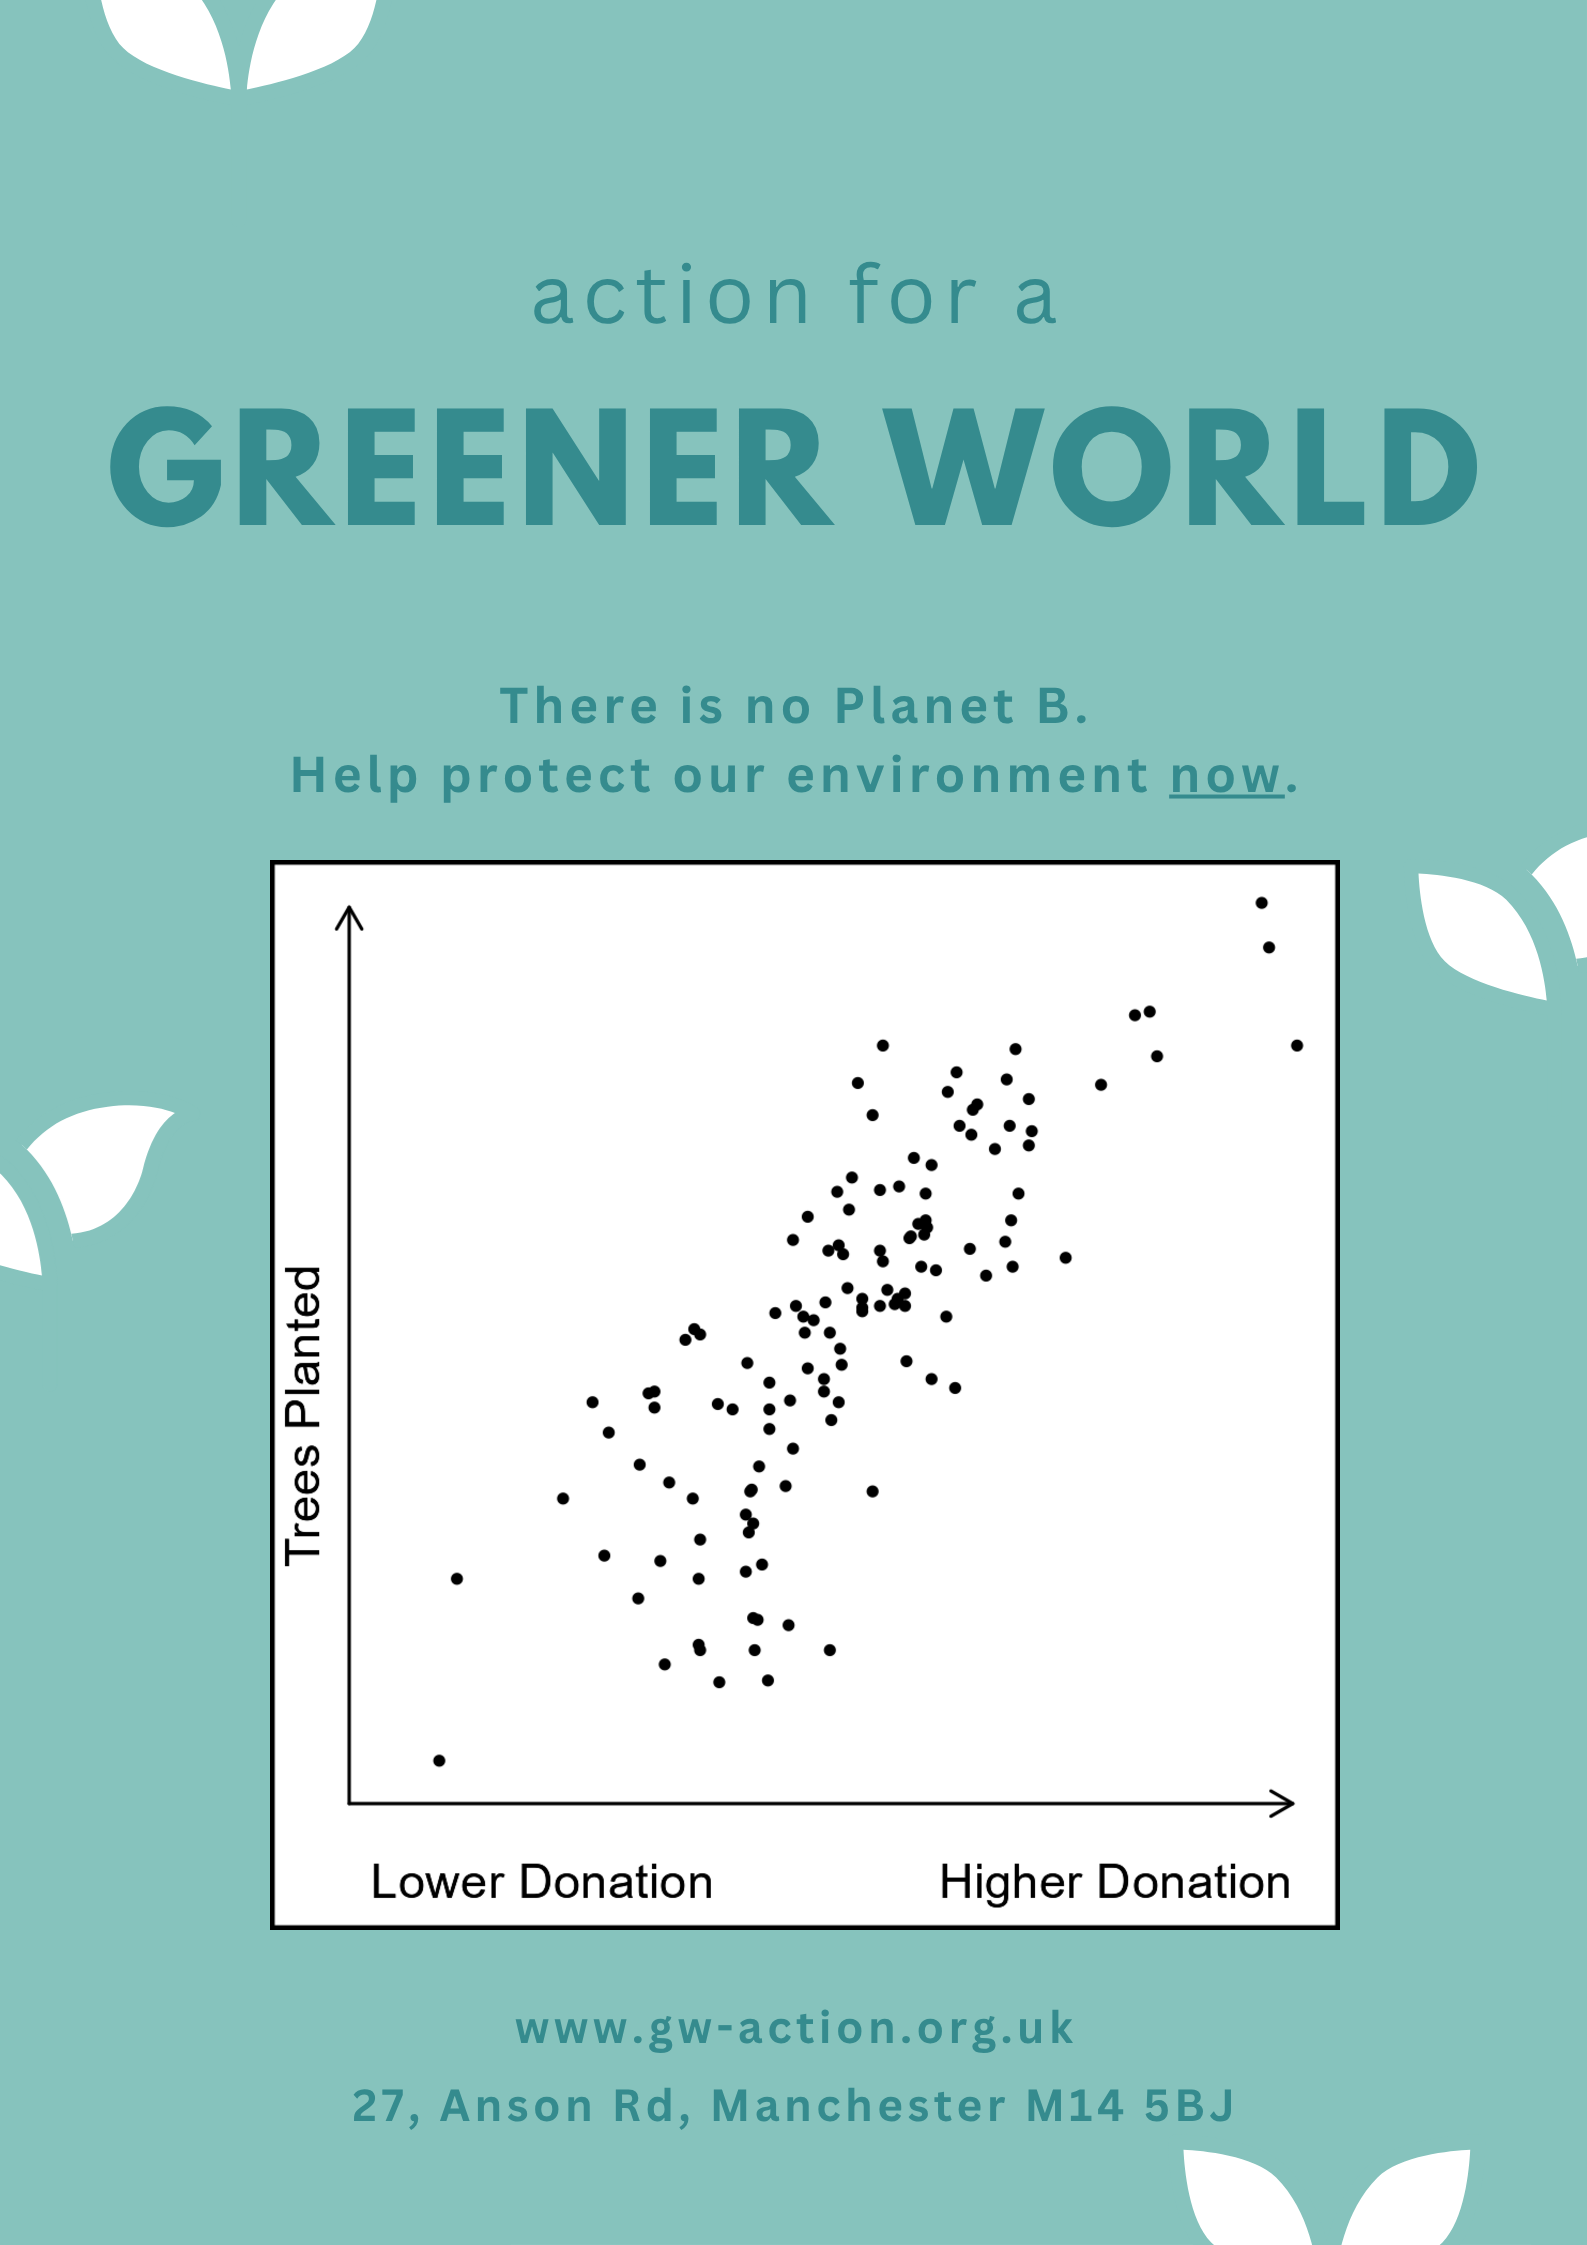 action for a
GREENER WORLD
There is no Planet B.
Help protect our environment now.
Trees Planted
Lower Donation
Higher Donation
www.gw-action.org.uk
27, Anson Rd, Manchester M14 5BJ